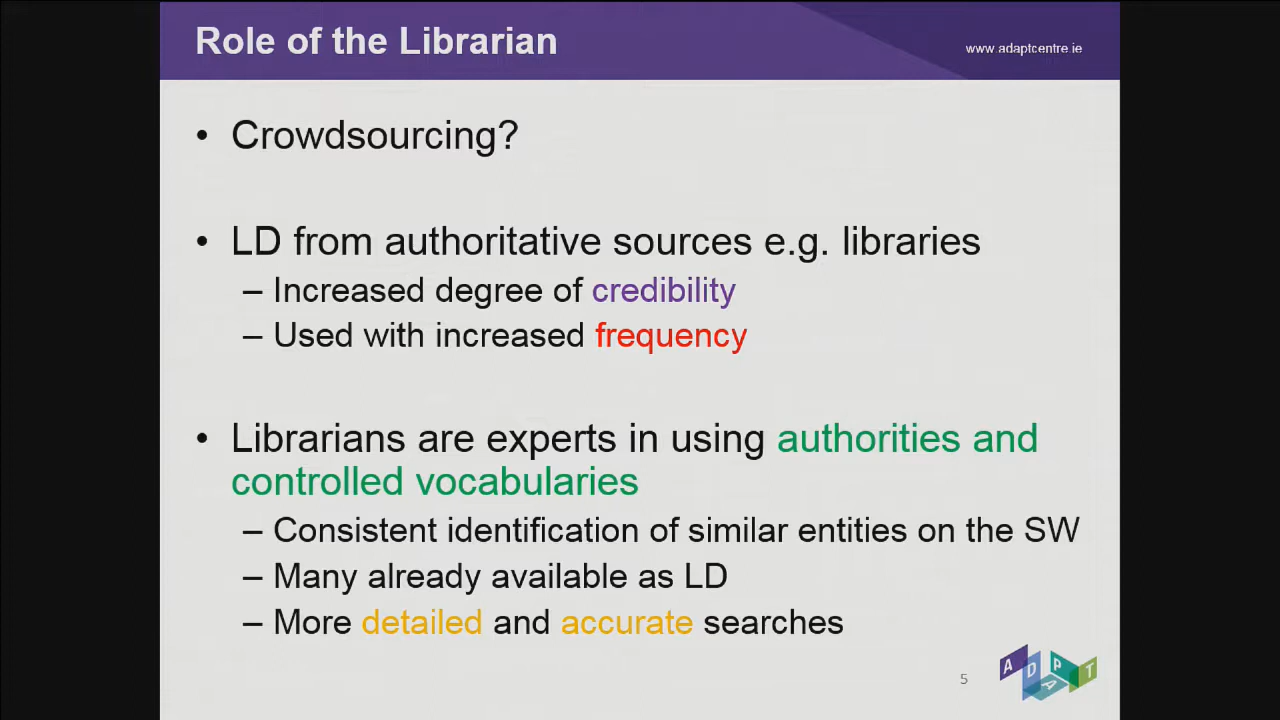 Role of the Librarian
www.adaptcentre.ie
• Crowdsourcing?
• LD from authoritative sources e.g. libraries
– Increased degree of credibility
– Used with increased frequency
• Librarians are experts in using authorities and
controlled vocabularies
– Consistent identification of similar entities on the SW
– Many already available as LD
– More detailed and accurate searches
5
ADAPT